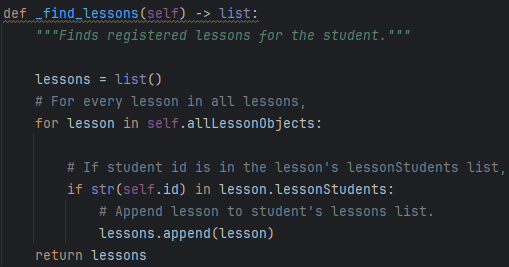 def _find_lessons(self) -> list:
"""Finds registered lessons for the student."""
lessons = list()
# For every lesson in all lessons,
for lesson in self.allLessonObjects:
# If student id is in the lesson's lessonStudents list,
if str(self.id) in lesson.lessonStudents:
# Append lesson to student's lessons list.
lessons.append(lesson)
return lessons